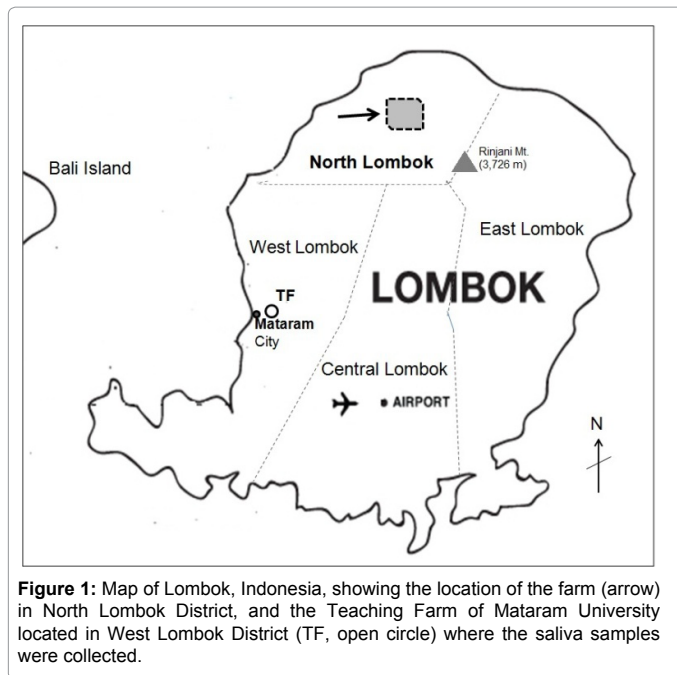 Bali Island
North Lombok
Rinjani Mt.
(3,726 m)
West Lombok
East Lombok
LOMBOK
TF
Mataram
City
Central Lombok
AIRPORT
N
Figure 1: Map of Lombok, Indonesia, showing the location of the farm (arrow)
in North Lombok District, and the Teaching Farm of Mataram University
located in West Lombok District (TF, open circle) where the saliva samples
were collected.